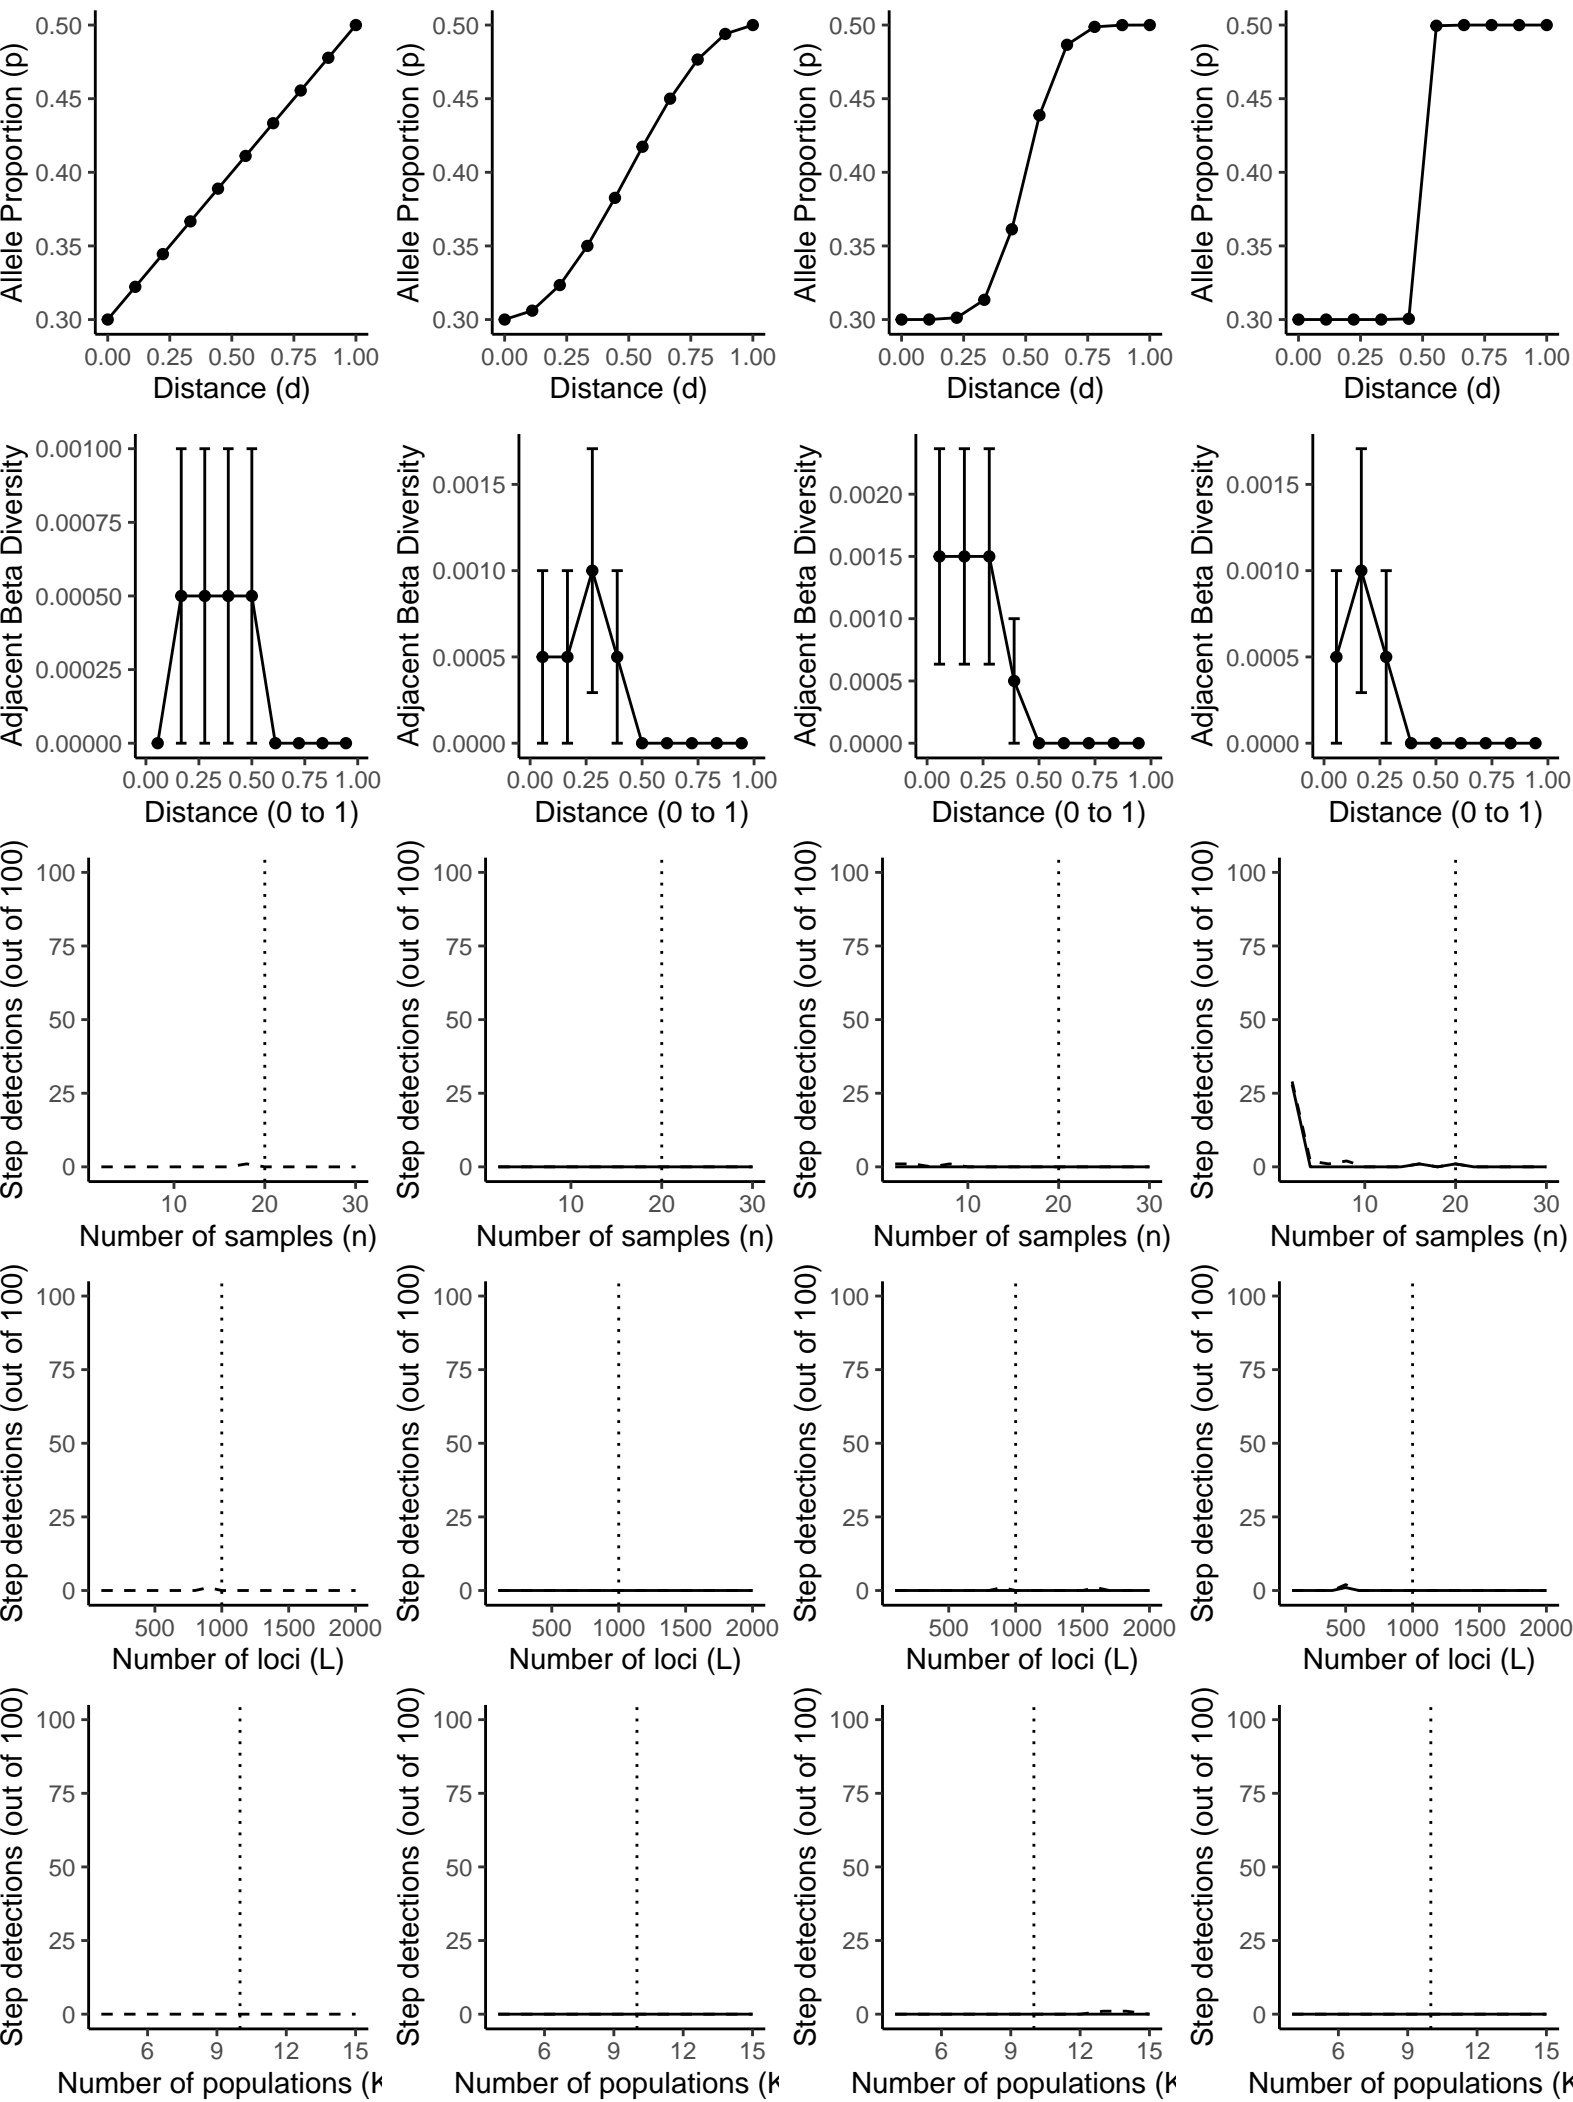 Allele Proportion (p)
0.50
0.45
0.40
0.35
0.30
0.00 0.25 0.50 0.75 1.00
Distance (d)
Allele Proportion (p)
0.50
0.45
0.40
0.35
0.30
0.00 0.25 0.50 0.75 1.00
Distance (d)
Allele Proportion (p)
0.50
0.45
0.40
0.35
0.30
0.00 0.25 0.50 0.75 1.00
Distance (d)
Allele Proportion (p)
0.50
0.45
0.40
0.35
0.30
0.00 0.25 0.50 0.75 1.00
Distance (d)
Adjacent Beta Diversity
0.00100
0.00075
0.00050
0.00025
0.00000
0.00 0.25 0.50 0.75 1.00
Distance (0 to 1)
Adjacent Beta Diversity
0.0015
0.0010
0.0005
0.0000
0.00 0.25 0.50 0.75 1.00
Distance (0 to 1)
Adjacent Beta Diversity
0.0020
0.0015
0.0010
0.0005
0.0000
0.00 0.25 0.50 0.75 1.00
Distance (0 to 1)
Adjacent Beta Diversity
0.0015
0.0010
0.0005
0.0000
0.00 0.25 0.50 0.75 1.00
Distance (0 to 1)
Step detections (out of 100)
100
75
50
25
0
10 20 30
Number of samples (n)
Step detections (out of 100)
100
75
50
25
0
10 20 30
Number of samples (n)
Step detections (out of 100)
100
75
50
25
0
10 20 30
Number of samples (n)
Step detections (out of 100)
100
75
50
25
0
10 20 30
Number of samples (n)
Step detections (out of 100)
100
75
50
25
0
500 1000 1500 2000
Number of loci (L)
Step detections (out of 100)
100
75
50
25
0
500 1000 1500 2000
Number of loci (L)
Step detections (out of 100)
100
75
50
25
0
500 1000 1500 2000
Number of loci (L)
Step detections (out of 100)
100
75
50
25
0
500 1000 1500 2000
Number of loci (L)
Step detections (out of 100)
100
75
50
25
0
6 9 12 15
Number of populations (K
Step detections (out of 100)
100
75
50
25
0
6 9 12 15
Number of populations (K
Step detections (out of 100)
100
75
50
25
0
6 9 12 15
Number of populations (K
Step detections (out of 100)
100
75
50
25
0
6 9 12 15
Number of populations (K